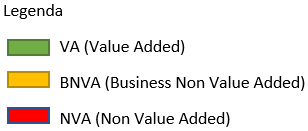 Legenda
VA (Value Added)
BNVA (Business Non Value Added)
NVA (Non Value Added)